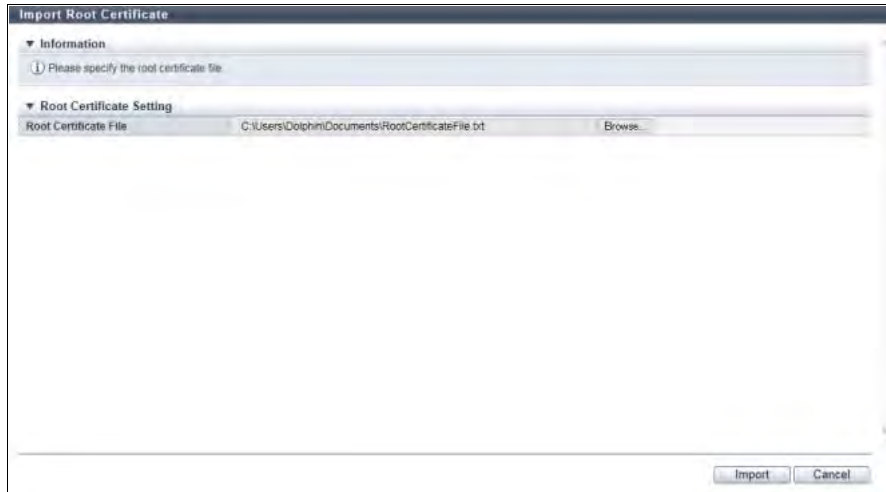 Import Root Certificate
▼ Information
Please specify the root certificate file.
▼ Root Certificate Setting
Root Certificate File C:\Users\Dolphin\Documents\RootCertificateFile.txt Browse...
Import Cancel